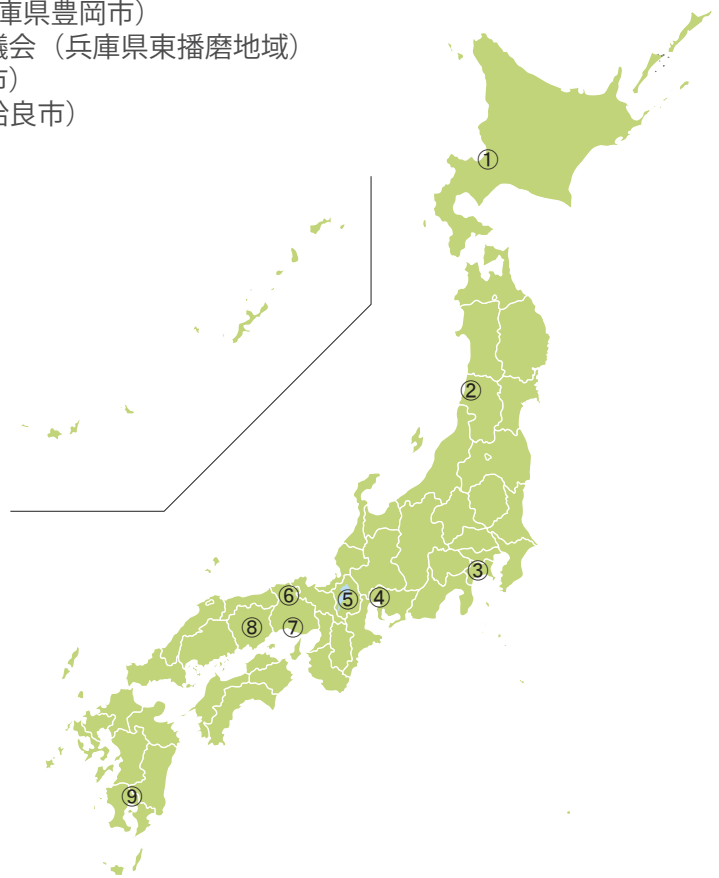 庫県豊岡市）
議会（兵庫県東播磨地域）
市）
姶良市）
①
②
③
④
⑤
⑥
⑦
⑧
⑨